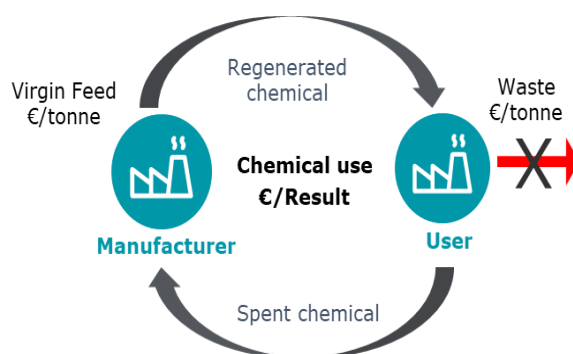 Regenerated
chemical
Virgin Feed
€/tonne
Waste
€/tonne
Chemical use
€/Result
Manufacturer
User
Spent chemical